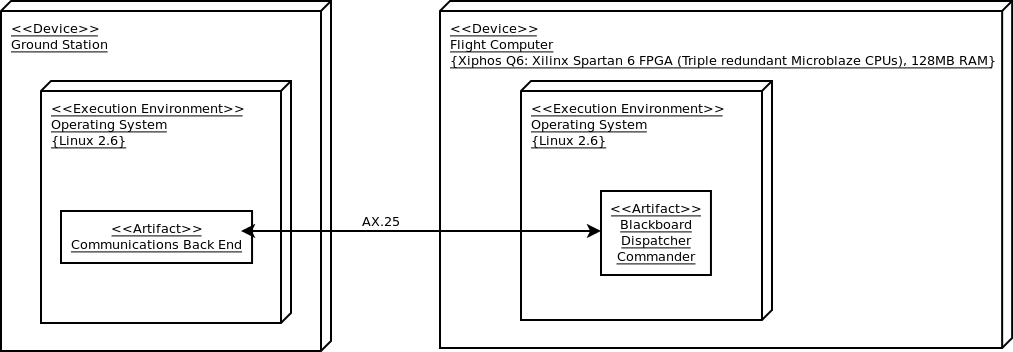 <<Device>>
Ground Station
<<Execution Environment>>
Operating System
{Linux 2.6}
<<Artifact>>
Communications Back End
AX.25
<<Device>>
Flight Computer
{Xiphos Q6: Xilinx Spartan 6 FPGA (Triple redundant Microblaze CPUs), 128MB RAM}
<<Execution Environment>>
Operating System
{Linux 2.6}
<<Artifact>>
Blackboard
Dispatcher
Commander